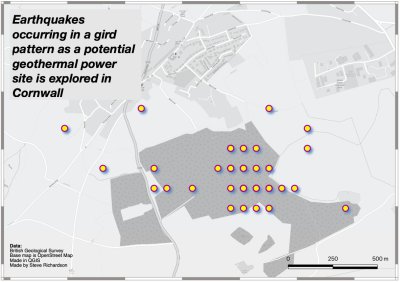 Earthquakes
occurring in a gird
pattern as a potential
geothermal power
site is explored in
Cornwall
Data:
British Geological Survey
Base map is OpenStreet Map
Made in QGIS
Made by Steve Richardson
0 250 500 m